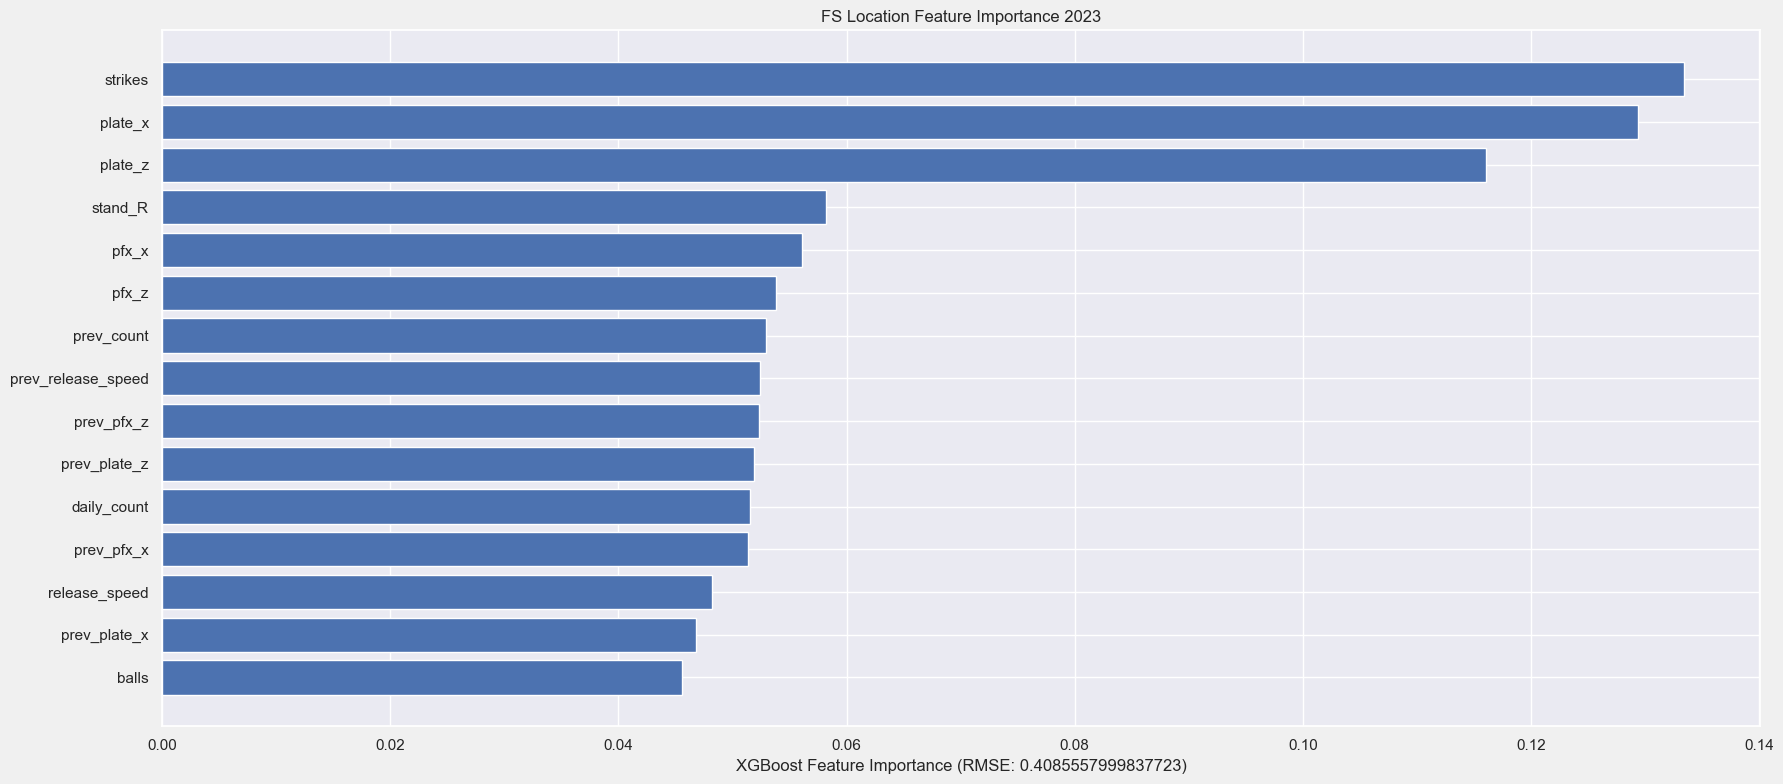 FS Location Feature Importance 2023
strikes
plate_x
plate_z
stand_R
pfx_x
pfx_z
prev_count
prev_release_speed
prev_pfx_z
prev_plate_z
daily_count
prev_pfx_x
release_speed
prev_plate_x
balls
0.00 0.02 0.04 0.06 0.08 0.10 0.12 0.14
XGBoost Feature Importance (RMSE: 0.4085557999837723)